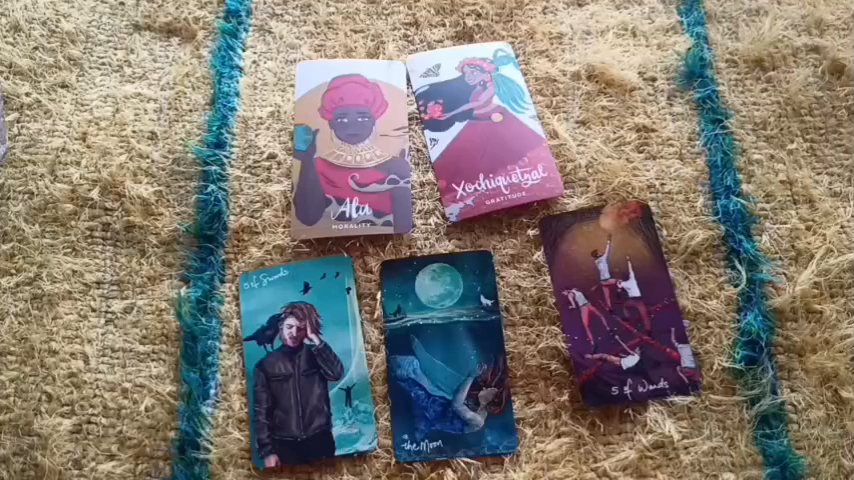 Ala
MORALITY
Xochiquetzal
GRATITUDE
5 of Swords
the Moon
5 of Wands